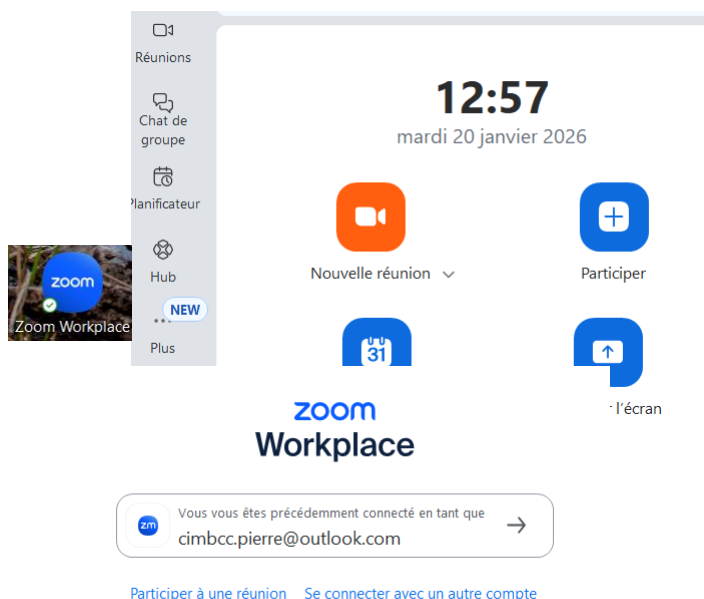 Réunions
Chat de
groupe
Planificateur
Hub
NEW
Plus
12:57
mardi 20 janvier 2026
Nouvelle réunion
Participer
31
l'écran
zoom
Zoom Workplace
zoom
Workplace
zm
Vous vous êtes précédemment connecté en tant que
cimbcc.pierre@outlook.com
Participer à une réunion Se connecter avec un autre compte